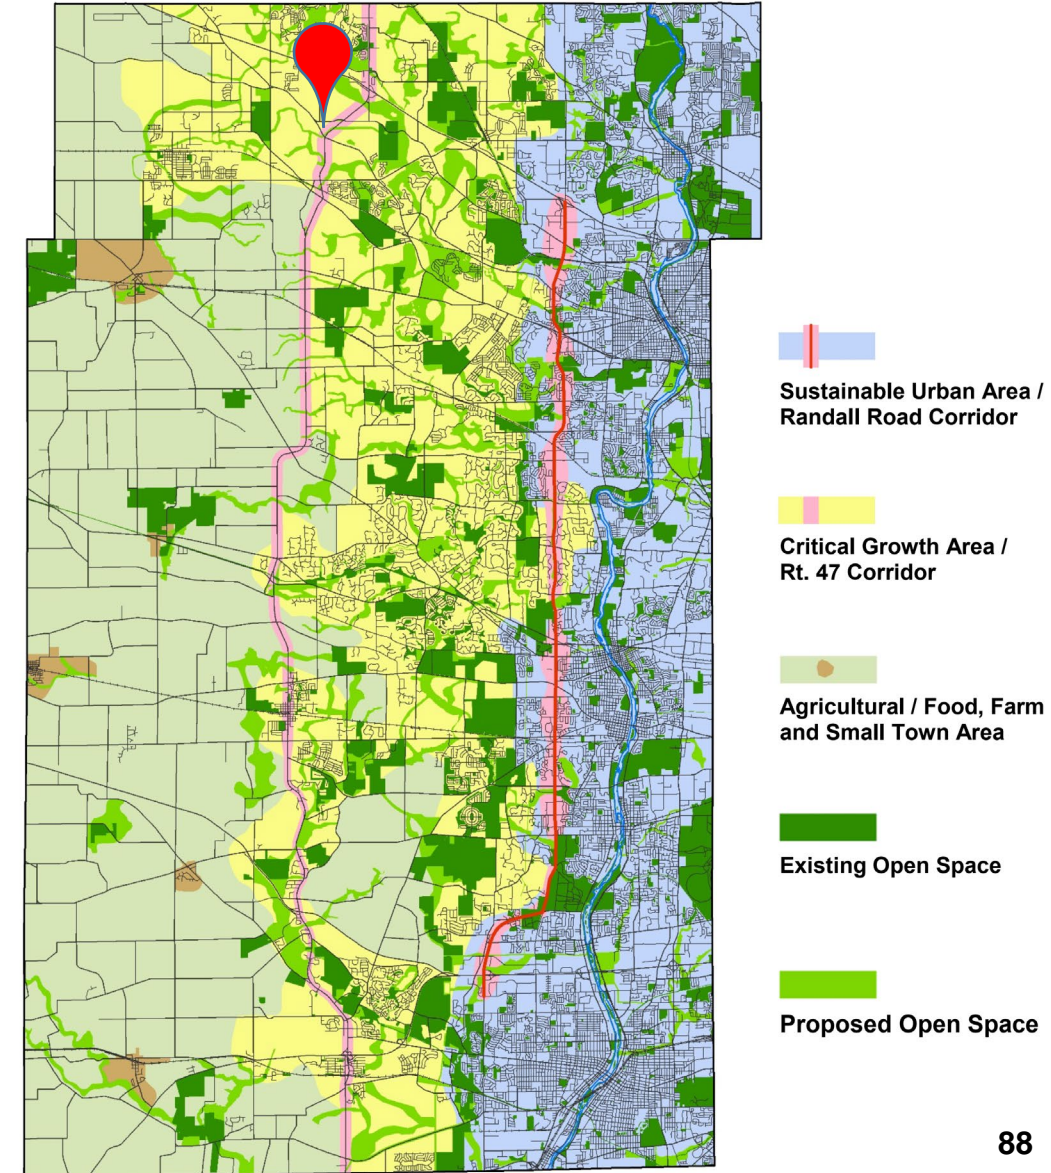 Sustainable Urban Area /
Randall Road Corridor
Critical Growth Area /
Rt. 47 Corridor
Agricultural / Food, Farm
and Small Town Area
Existing Open Space
Proposed Open Space
88